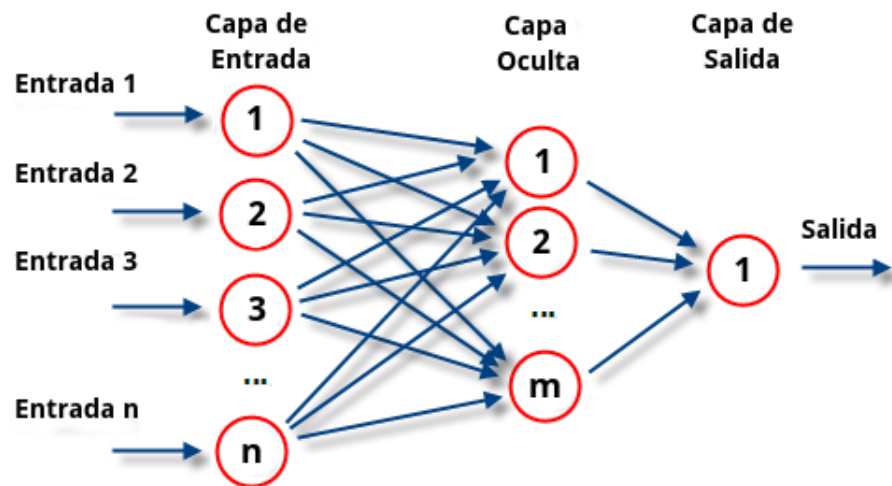 Capa de
Entrada
Capa
Oculta
Capa de
Salida
Entrada 1
1
Entrada 2
2
Entrada 3
3
...
Entrada n
n
1
2
...
m
1
Salida